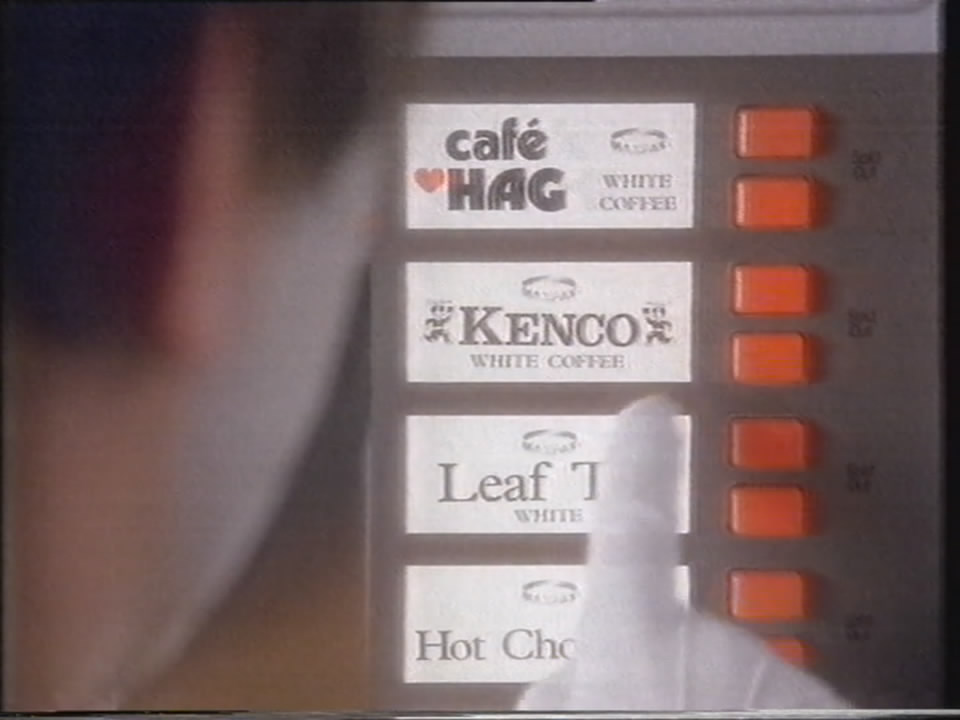 café
HAG
WHITE
COFFEE
KENCO
WHITE COFFEE
Leaf T
WHITE
Hot Cho